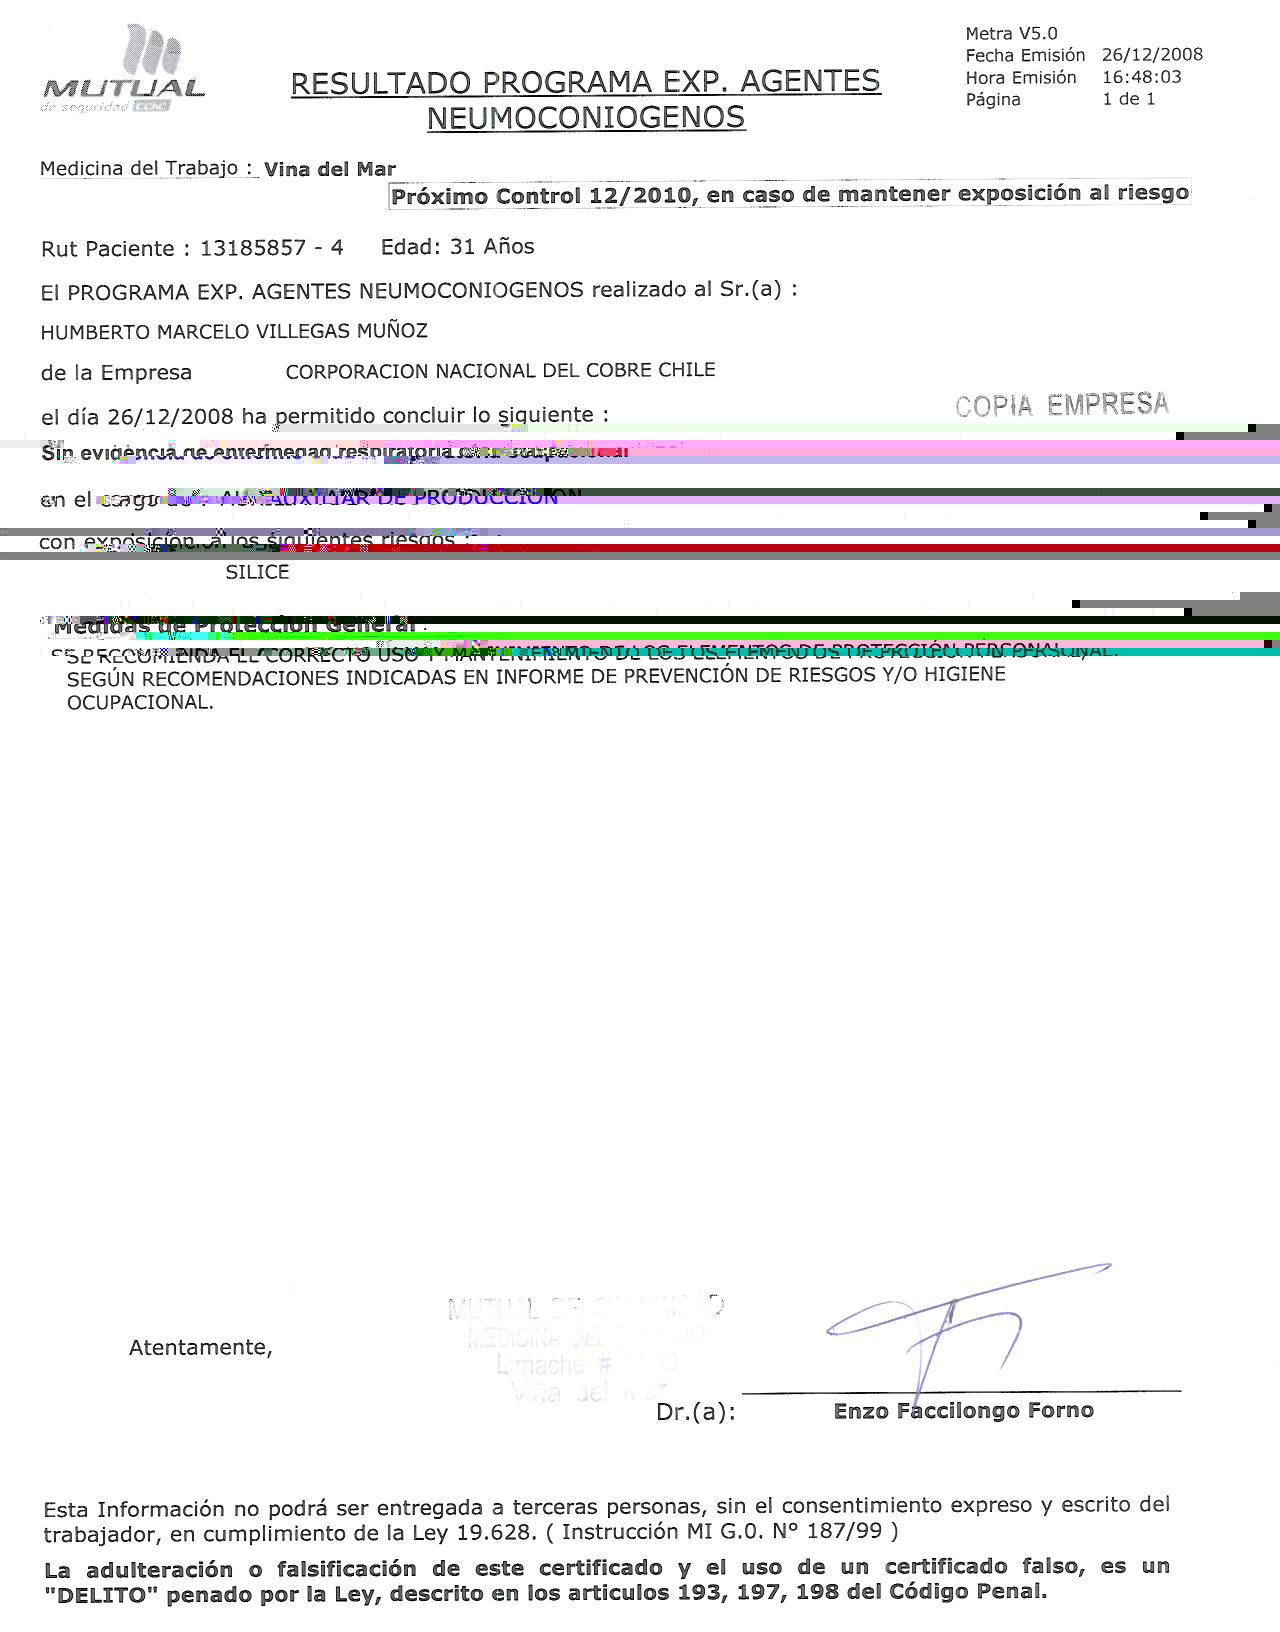 MUTUAL
de seguridad CChC
RESULTADO PROGRAMA EXP. AGENTES
NEUMOCONIOGENOS
Metra V5.0
Fecha Emisión 26/12/2008
Hora Emisión 16:48:03
Página 1 de 1
Medicina del Trabajo : Vina del Mar
Próximo Control 12/2010, en caso de mantener exposición al riesgo
Rut Paciente : 13185857 - 4 Edad: 31 Años
El PROGRAMA EXP. AGENTES NEUMOCONIOGENOS realizado al Sr.(a) :
HUMBERTO MARCELO VILLEGAS MUÑOZ
de la Empresa CORPORACION NACIONAL DEL COBRE CHILE
el día 26/12/2008 ha permitido concluir lo siguiente :
COPIA EMPRESA
Sin evidencia de enfermedad respiratoria
en el cargo de : AUXILIAR DE PRODUCCION
con exposición a los siguientes riesgos :
SILICE
Medidas de Protección General :
SE RECOMIENDA EL CORRECTO USO Y MANTENIMIENTO DE LOS ELEMENTOS DE PROTECCIÓN PERSONAL,
SEGÚN RECOMENDACIONES INDICADAS EN INFORME DE PREVENCIÓN DE RIESGOS Y/O HIGIENE
OCUPACIONAL.
MUTUAL DE
MEDICINA DEL
Atentamente,
Limache #
Viña del Mar
Dr.(a): Enzo Faccilongo Forno
Esta Información no podrá ser entregada a terceras personas, sin el consentimiento expreso y escrito del
trabajador, en cumplimiento de la Ley 19.628. ( Instrucción MI G.0. N° 187/99 )
La adulteración o falsificación de este certificado y el uso de un certificado falso, es un
"DELITO" penado por la Ley, descrito en los articulos 193, 197, 198 del Código Penal.